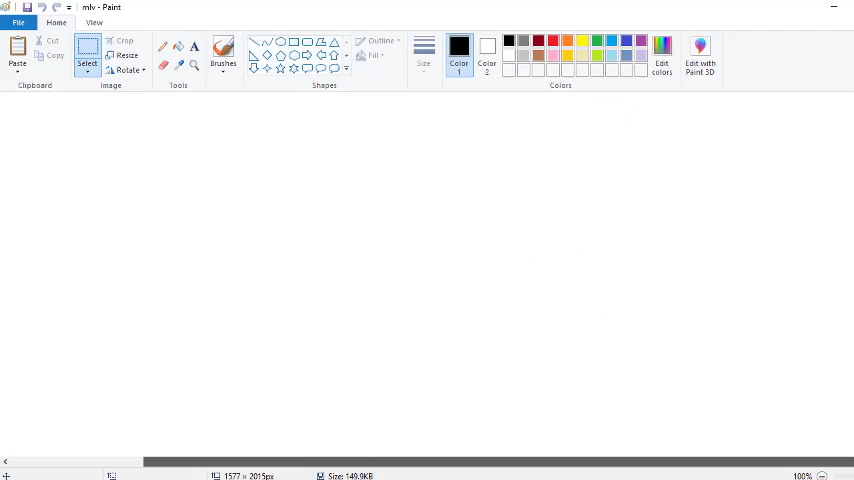 mlv - Paint
File Home View
Paste Cut Copy Select Crop Resize Rotate A Brushes Outline Fill Size Color 1 Color 2 Edit colors Edit with Paint 3D
Clipboard Image Tools Shapes Colors
1577 × 2015px Size: 149.9KB 100%